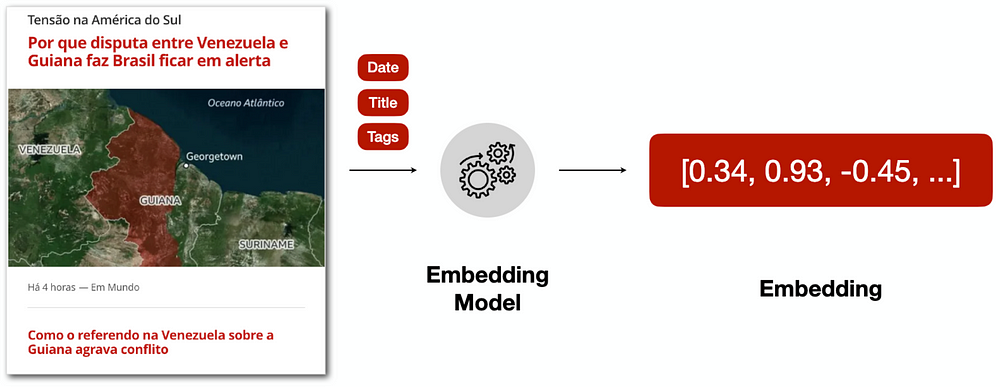 Tensão na América do Sul
Por que disputa entre Venezuela e
Guiana faz Brasil ficar em alerta
Oceano Atlântico
VENEZUELA
Georgetown
GUIANA
SURINAME
Há 4 horas — Em Mundo
Como o referendo na Venezuela sobre a
Guiana agrava conflito
Date
Title
Tags
Embedding
Model
[0.34, 0.93, -0.45, ...]
Embedding